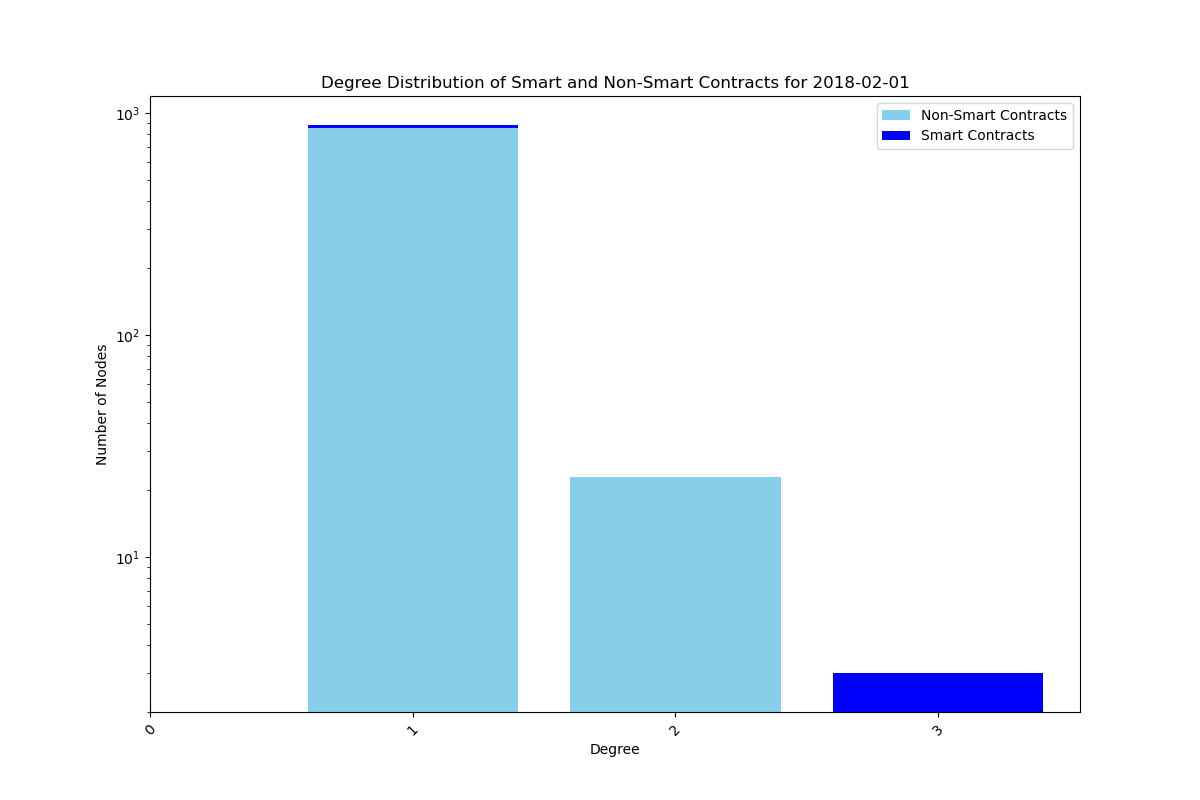 Degree Distribution of Smart and Non-Smart Contracts for 2018-02-01
Non-Smart Contracts
Smart Contracts
Number of Nodes
10³
10²
10¹
0
1
2
3
Degree